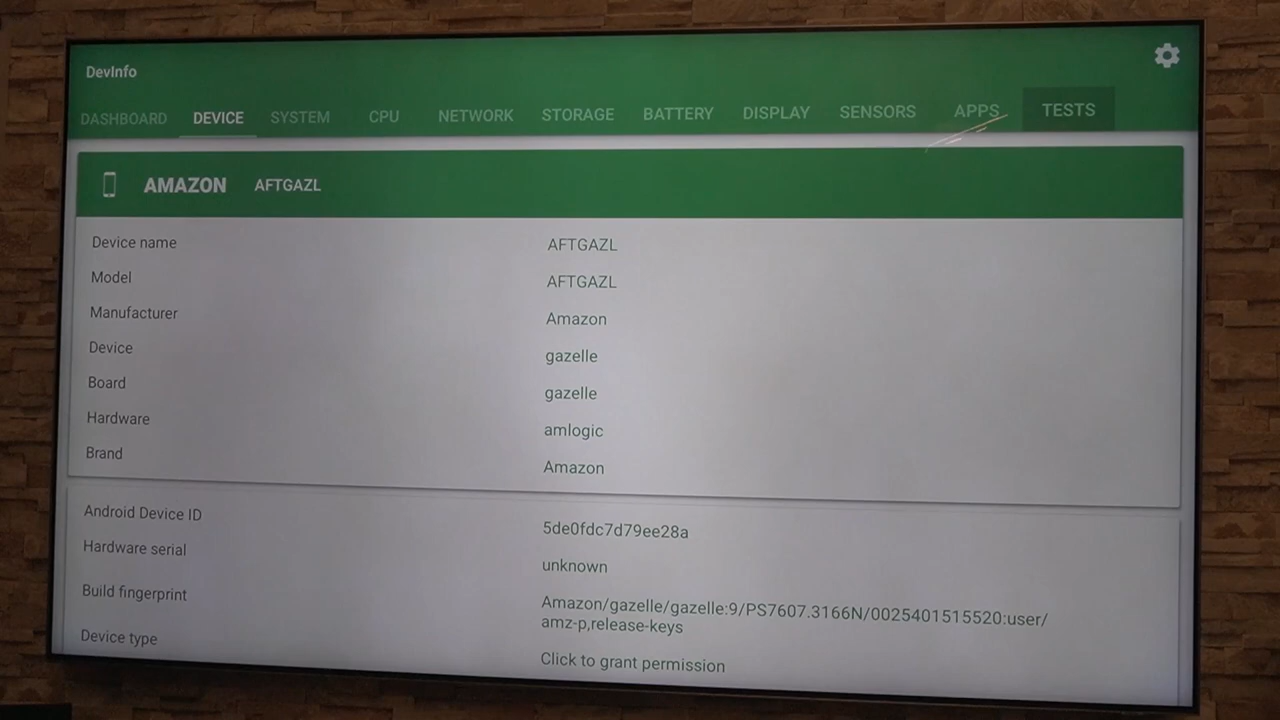 DevInfo
DASHBOARD DEVICE SYSTEM CPU NETWORK STORAGE BATTERY DISPLAY SENSORS APPS TESTS
AMAZON AFTGAZL
Device name AFTGAZL
Model AFTGAZL
Manufacturer Amazon
Device gazelle
Board gazelle
Hardware amlogic
Brand Amazon
Android Device ID 5de0fdc7d79ee28a
Hardware serial unknown
Build fingerprint Amazon/gazelle/gazelle:9/PS7607.3166N/0025401515520:user/
amz-p,release-keys
Device type Click to grant permission